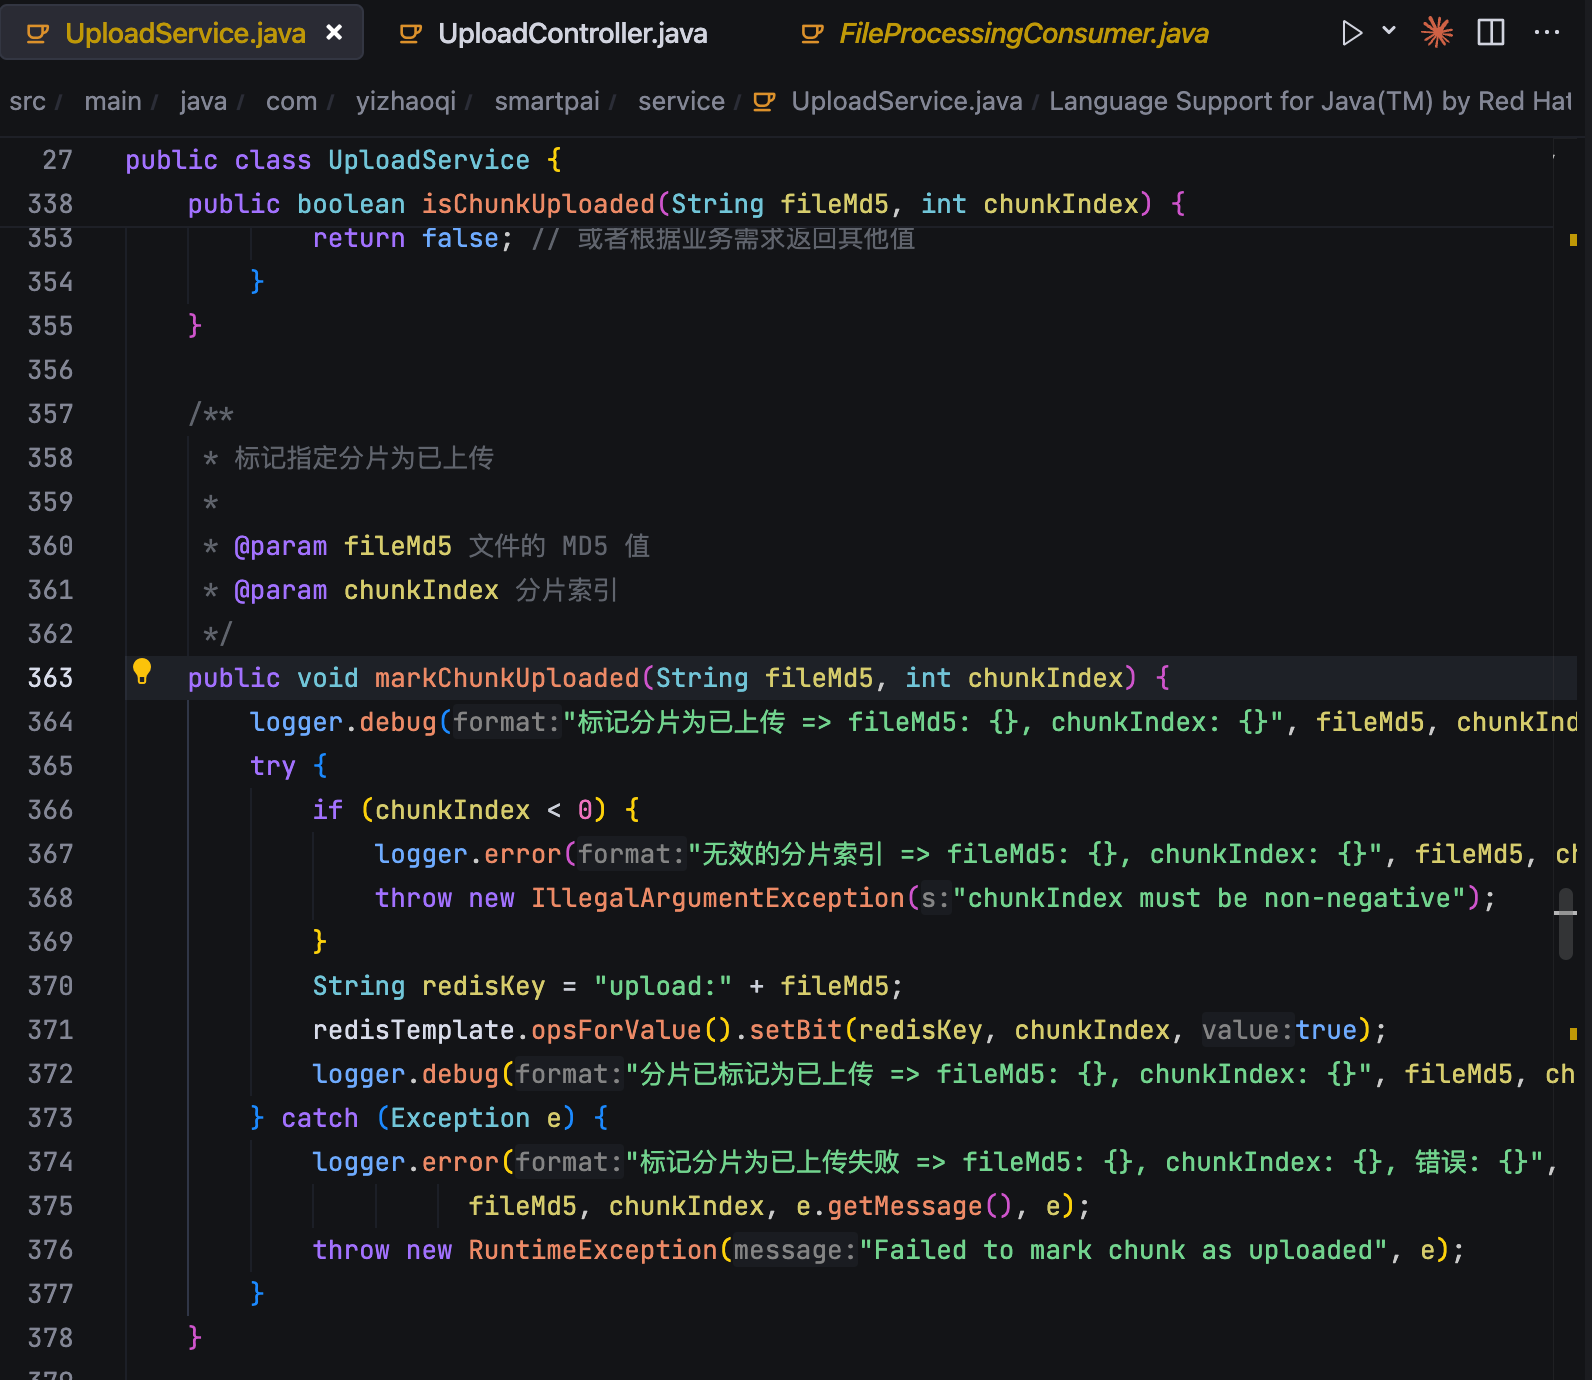 UploadService.java
UploadController.java
FileProcessingConsumer.java
src / main / java / com / yizhaoqi / smartpai / service / UploadService.java / Language Support for Java(TM) by Red Hat
27 public class UploadService {
338 public boolean isChunkUploaded(String fileMd5, int chunkIndex) {
353 return false; // 或者根据业务需求返回其他值
354 }
355 }
356
357 /**
358 * 标记指定分片为已上传
359 *
360 * @param fileMd5 文件的 MD5 值
361 * @param chunkIndex 分片索引
362 */
363 public void markChunkUploaded(String fileMd5, int chunkIndex) {
364 logger.debug(format:"标记分片为已上传 => fileMd5: {}, chunkIndex: {}", fileMd5, chunkInd
365 try {
366 if (chunkIndex < 0) {
367 logger.error(format:"无效的分片索引 => fileMd5: {}, chunkIndex: {}", fileMd5, ch
368 throw new IllegalArgumentException(s:"chunkIndex must be non-negative");
369 }
370 String redisKey = "upload:" + fileMd5;
371 redisTemplate.opsForValue().setBit(redisKey, chunkIndex, value:true);
372 logger.debug(format:"分片已标记为已上传 => fileMd5: {}, chunkIndex: {}", fileMd5, ch
373 } catch (Exception e) {
374 logger.error(format:"标记分片为已上传失败 => fileMd5: {}, chunkIndex: {}, 错误: {}",
375 fileMd5, chunkIndex, e.getMessage(), e);
376 throw new RuntimeException(message:"Failed to mark chunk as uploaded", e);
377 }
378 }
379